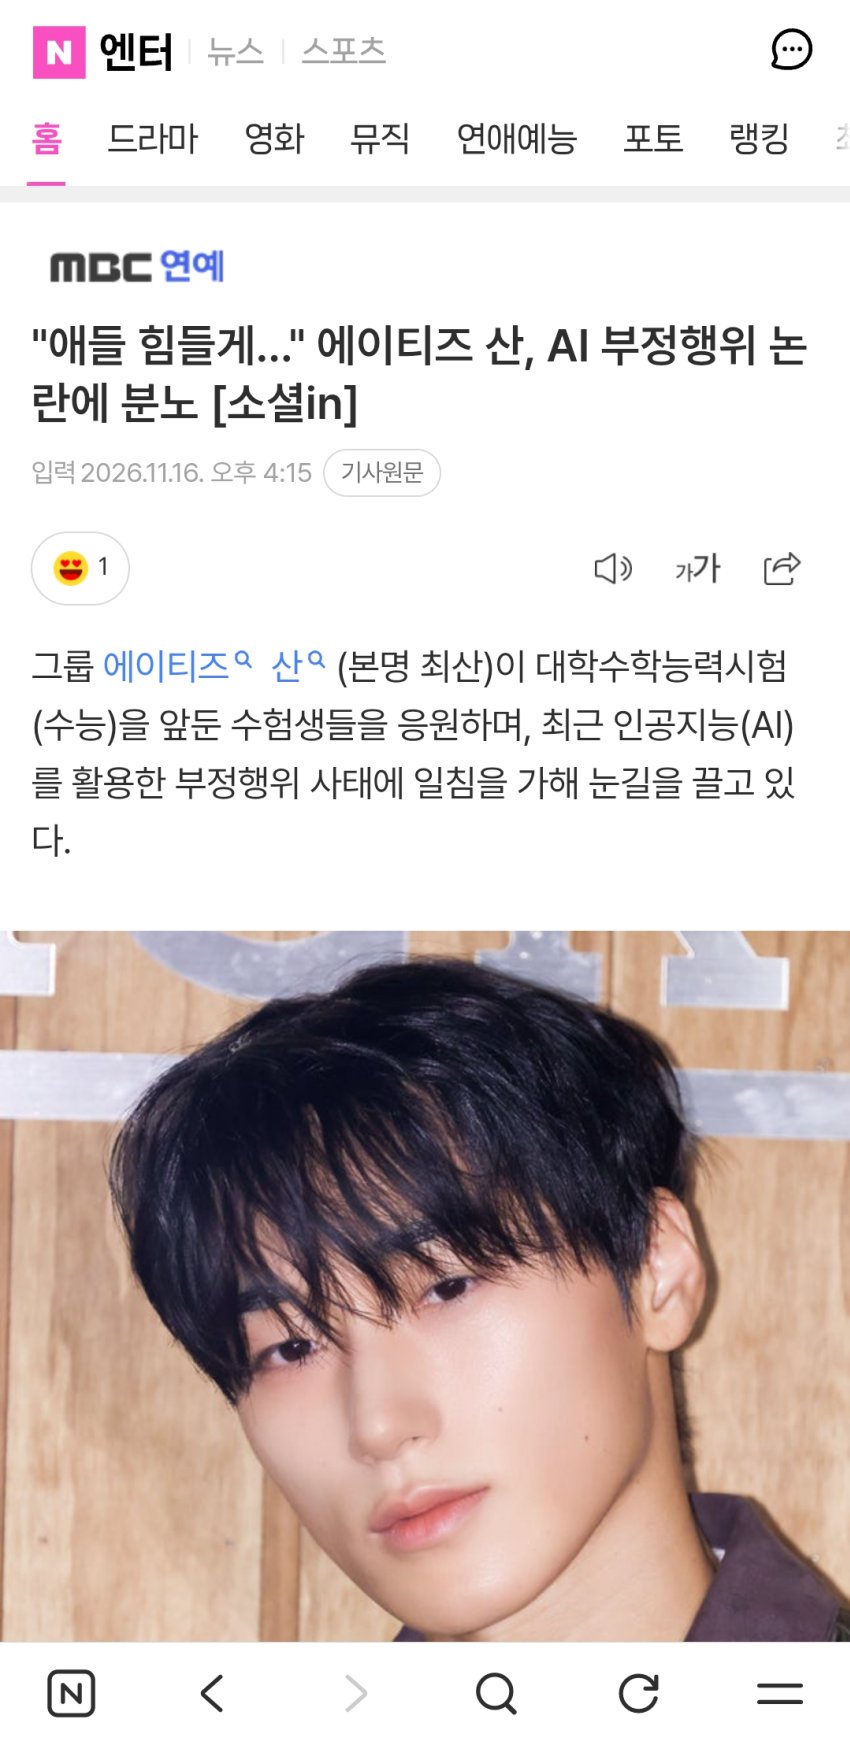 N 엔터 뉴스 스포츠
홈 드라마 영화 뮤직 연애예능 포토 랭킹
MBC 연예
"애들 힘들게..." 에이티즈 산, AI 부정행위 논
란에 분노 [소셜in]
입력 2026.11.16. 오후 4:15 기사원문
1 가가
그룹 에이티즈 산 (본명 최산)이 대학수학능력시험
(수능)을 앞둔 수험생들을 응원하며, 최근 인공지능(AI)
를 활용한 부정행위 사태에 일침을 가해 눈길을 끌고 있
다.
N